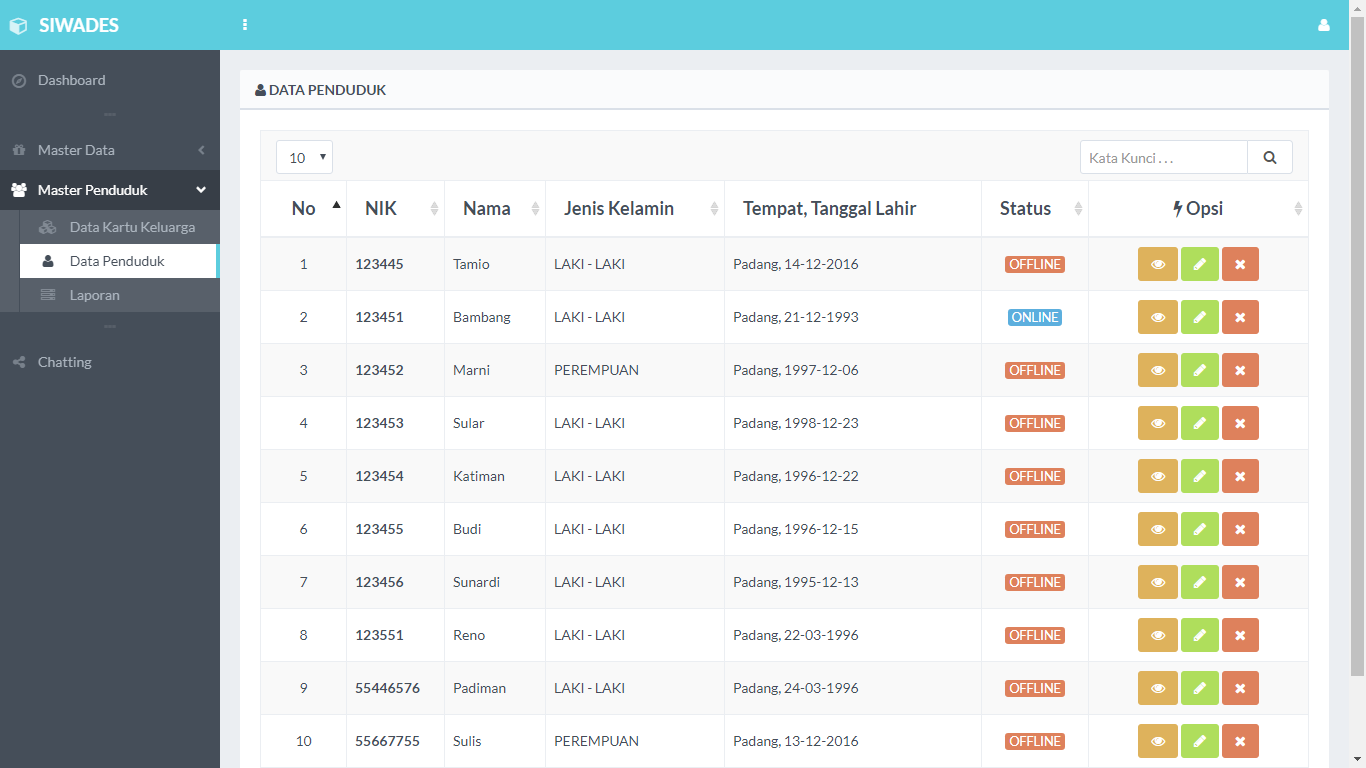 SIWADES
Dashboard
Master Data
Master Penduduk
Data Kartu Keluarga
Data Penduduk
Laporan
Chatting
DATA PENDUDUK
10
Kata Kunci . . .
No NIK Nama Jenis Kelamin Tempat, Tanggal Lahir Status Opsi
1 123445 Tamio LAKI - LAKI Padang, 14-12-2016 OFFLINE
2 123451 Bambang LAKI - LAKI Padang, 21-12-1993 ONLINE
3 123452 Marni PEREMPUAN Padang, 1997-12-06 OFFLINE
4 123453 Sular LAKI - LAKI Padang, 1998-12-23 OFFLINE
5 123454 Katiman LAKI - LAKI Padang, 1996-12-22 OFFLINE
6 123455 Budi LAKI - LAKI Padang, 1996-12-15 OFFLINE
7 123456 Sunardi LAKI - LAKI Padang, 1995-12-13 OFFLINE
8 123551 Reno LAKI - LAKI Padang, 22-03-1996 OFFLINE
9 55446576 Padiman LAKI - LAKI Padang, 24-03-1996 OFFLINE
10 55667755 Sulis PEREMPUAN Padang, 13-12-2016 OFFLINE